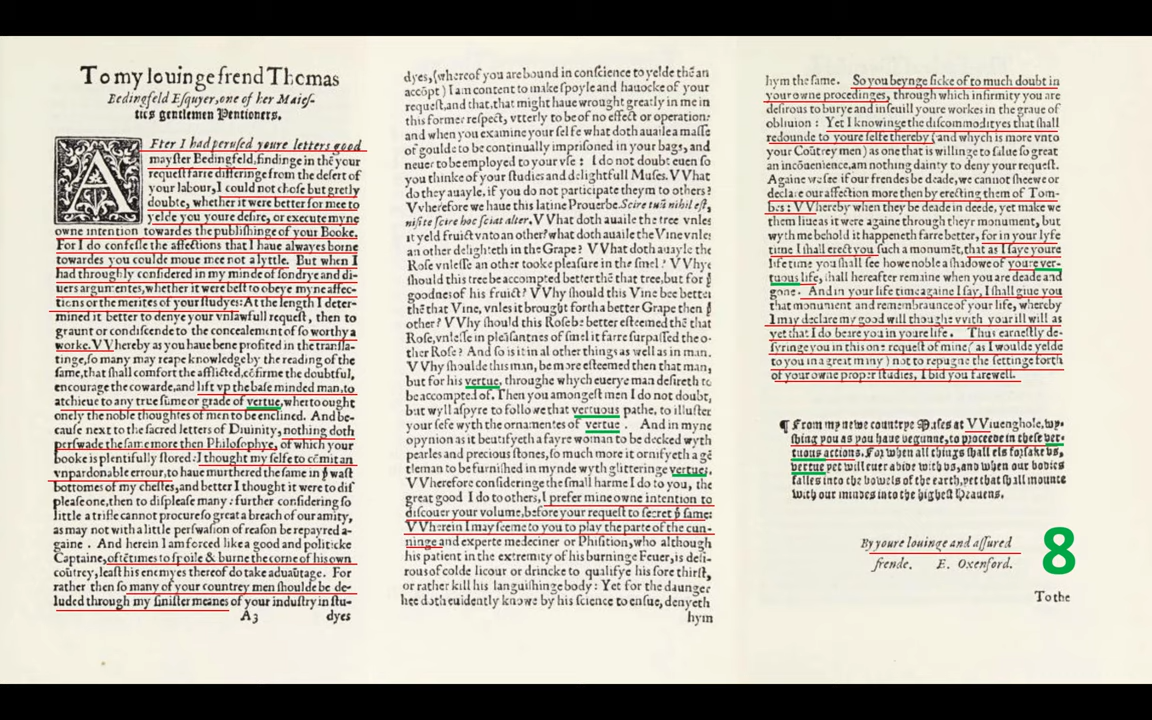 To my louinge frend Thomas
Bedingfeld Esquyer, one of her Maies-
ties gentlemen Pentioners.
AFter I had perused youre letters good
mayster Bedingfeld, findinge in thē your
request farre differinge from the desert of
your labour, I could not chose but gretly
doubte, whether it were better for mee to
yelde you youre desire, or execute myne
owne intention towardes the publishinge of your Booke.
For I do confesse the affections that I haue alwayes borne
towardes you coulde moue mee not a lyttle. But when I
had throughly considered in my minde of sondrye and di-
uers argumentes, whether it were best to obeye myne affec-
tions or the merites of your studyes: At the length I deter-
mined it better to denye your vnlawfull request, then to
graunt or condiscende to the concealement of so worthy a
worke. VVhereby as you haue bene profited in the transla-
tinge, so many may reape knowledge by the reading of the
same, that shall comfort the afflicted, cōfirme the doubtful,
encourage the cowarde, and lift vp the base minded man, to
atchieue to any true sūme or grade of vertue, wherto ought
onely the noble thoughtes of men to be enclined. And be-
cause next to the sacred letters of Diuinity, nothing doth
perswade the same more then Philosophye, of which your
booke is plentifully stored: I thought my selfe to cōmit an
vnpardonable errour, to haue murthered the same in þ wast
bottomes of my chestes, and better I thought it were to dis
please one, then to displease many: further considering so
little a trifle cannot procure so great a breach of our amity,
as may not with a little perswasion of reason be repayred a-
gaine. And herein I am forced like a good and politicke
Captaine, oftētimes to spoile & burne the corne of his own
coūtrey, least his enemyes thereof do take aduaūtage. For
rather then so many of your countrey men shoulde be de-
luded through my sinister meanes of your industry in stu-
A3 dyes
dyes, (whereof you are bound in conscience to yelde thē an
accōpt) I am content to make spoyle and hauocke of your
request, and that, that might haue wrought greatly in me in
this former respect, vtterly to be of no effect or operation:
and when you examine your selfe what doth auaile a masse
of goulde to be continually imprisoned in your bags, and
neuer to be employed to your vse: I do not doubt euen so
you thinke of your studies and delightfull Muses. VVhat
do they auayle, if you do not participate them to others?
VVherefore we haue this latine Prouerbe. Scire tuū nihil est,
nisi te scire hoc sciat alter. VVhat doth auaile the tree vnles
it yeld fruict vnto an other? what doth auaile the Vine vnles
an other delighteth in the Grape? VVhat doth auayle the
Rose vnlesse an other tooke pleasure in the smel? VVhye
should this tree be accompted better thē that tree, but for þ
goodnes of his fruict? VVhy should this Vine bee better
thē that Vine, vnles it brought forth a better Grape then þ
other? VVhy should this Rose be better esteemed thē that
Rose, vnlesse in pleasantnes of smel it farre surpassed the o-
ther Rose? And so is it in al other things as well as in man.
VVhy shoulde this man, be more esteemed then that man,
but for his vertue, throughe whych euerye man desireth to
be accompted of. Then you amongest men I do not doubt,
but wyll aspyre to follow that vertuous pathe, to illuster
your sefe wyth the ornamentes of vertue. And in myne
opynion as it beutifyeth a fayre woman to be decked wyth
pearles and precious stones, so much more it ornifyeth a gē
tleman to be furnished in mynde wyth glitteringe vertues.
VVherefore consideringe the small harme I do to you, the
great good I do to others, I prefer mine owne intention to
discouer your volume, before your request to secret þ same:
VVherein I may seeme to you to play the parte of the cun-
ninge and experte mediciner or Phisition, who although
his patient in the extremity of his burninge Feuer, is desi-
rous of colde licour or drincke to qualifye his sore thirst,
or rather kill his languishinge body: Yet for the daunger
hee doth euidently knowe by his science to ensue, denyeth
hym
hym the same. So you beynge sicke of to much doubt in
your owne procedinges, through which infirmity you are
desirous to burye and inseuill youre workes in the graue of
obliuion: Yet I knowinge the discommodityes that shall
redounde to youre selfe thereby (and whych is more vnto
your Coūtrey men) as one that is willinge to salue so great
an incōuenience, am nothing dainty to deny your request.
Againe we see if our frendes be deade, we cannot sheewe or
declare our affection more then by erecting them of Tom-
bes: VVhereby when they be deade in deede, yet make we
them liue as it were againe through theyr monument, but
wyth me behold it happeneth farre better, for in your lyfe
time I shall erect you such a monumēt, that as I saye youre
life time you shall see howe noble a shadowe of youre ver-
tuous life, shall hereafter remaine when you are deade and
gone. And in your life time againe I say, I shall giue you
that monument and remembraunce of your life, whereby
I may declare my good will though with your ill will as
yet that I do beare you in youre life. Thus earnestly de-
syringe you in this one request of mine (as I woulde yelde
to you in a great many) not to repugne the settinge forth
of your owne proper studies, I bid you farewell.
¶ From my newe countrye Muses at VViuenghole, wy-
shing you as you haue begunne, to proceede in these ver-
tuous actions. For when all things shall els forsake vs,
vertue yet will euer abide with vs, and when our bodies
falles into the bowels of the earth, yet that shall mounte
with our mindes into the highest Heauens.
By youre louinge and assured
frende. E. Oxenford.
8
To the